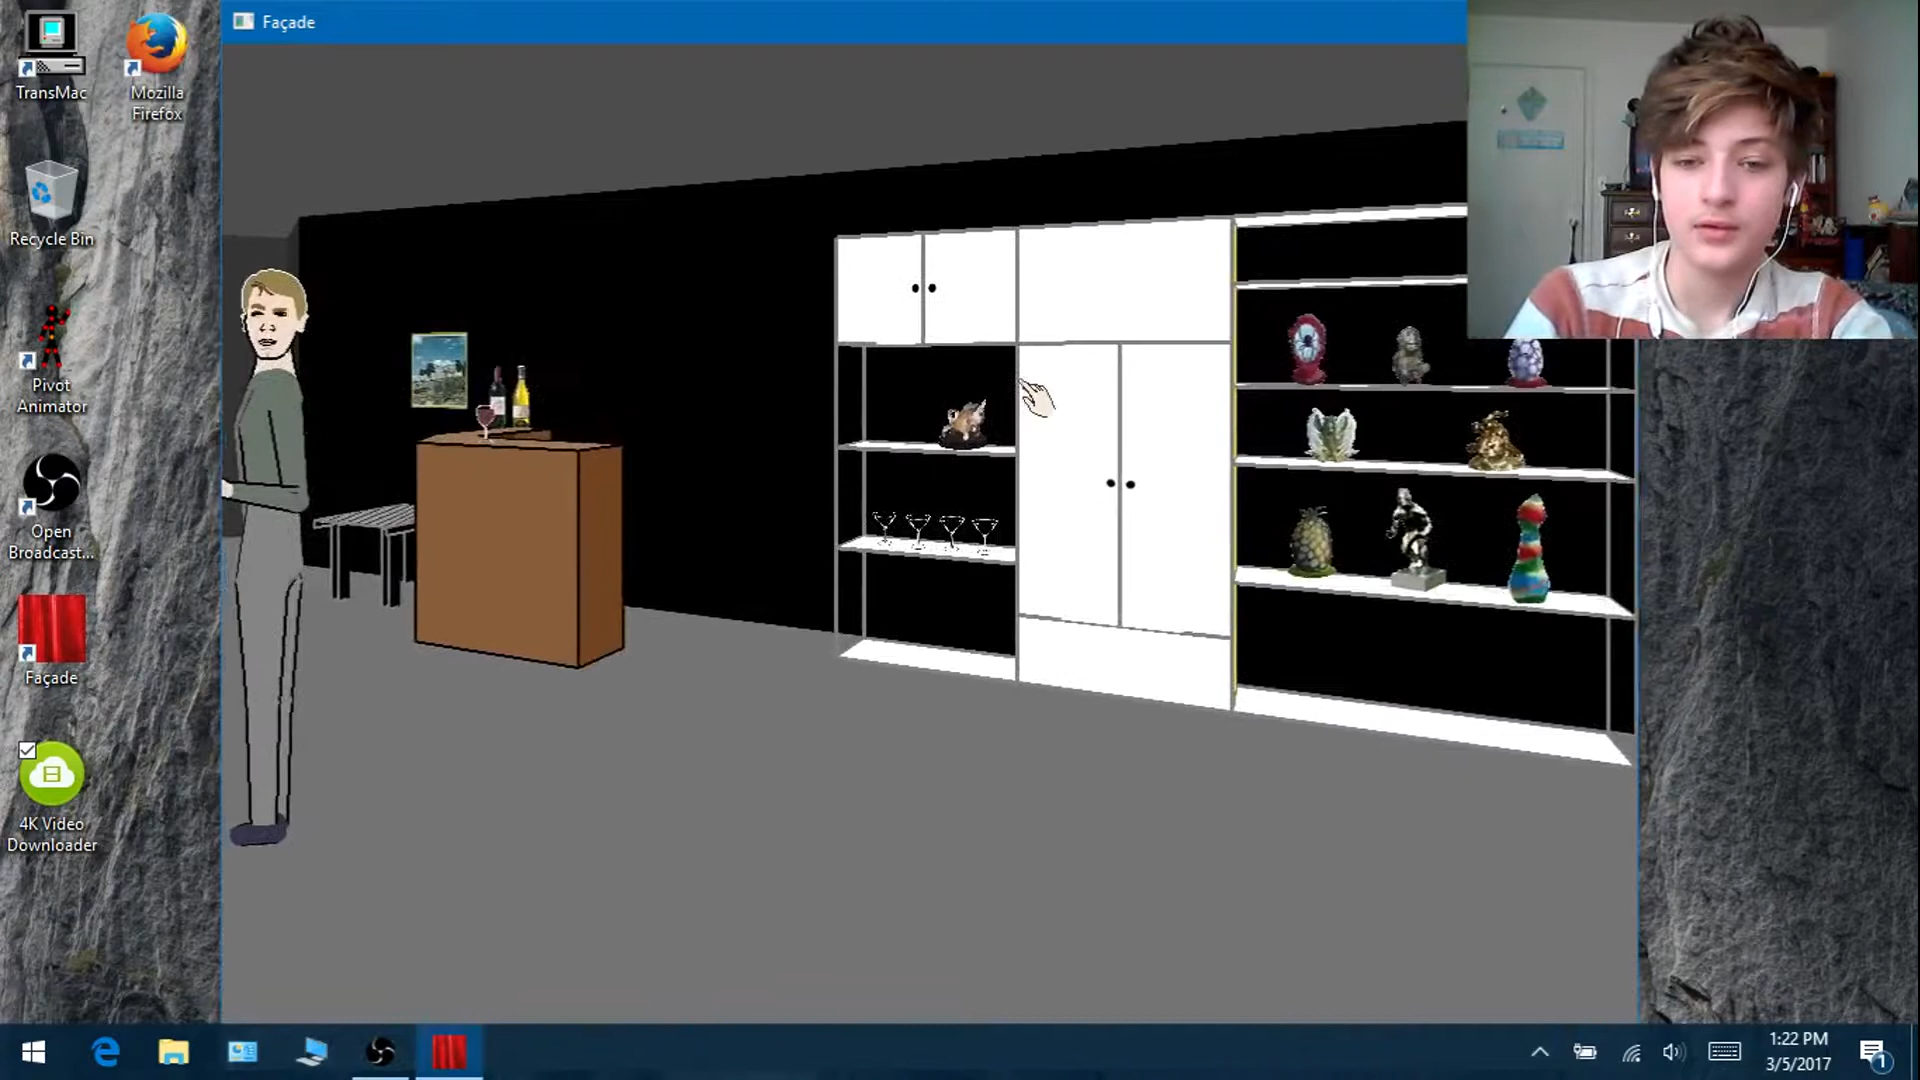 Façade
TransMac
Mozilla
Firefox
Recycle Bin
Pivot
Animator
Open
Broadcast...
Façade
4K Video
Downloader
1:22 PM
3/5/2017
1